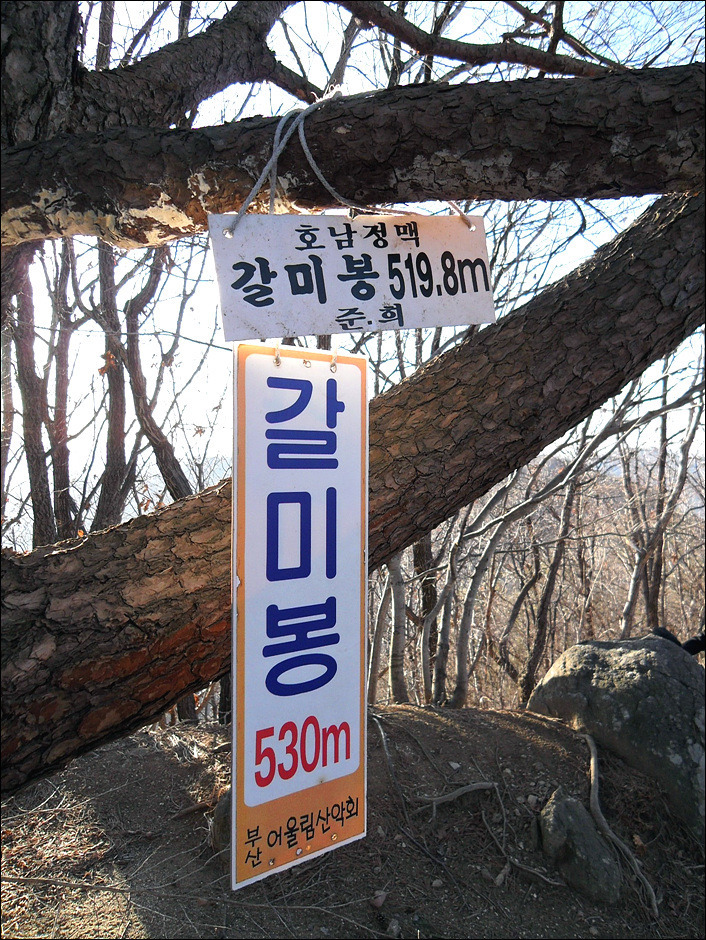 호남정맥
갈미봉 519.8m
준.희
갈미봉
530m
부산 어울림산악회